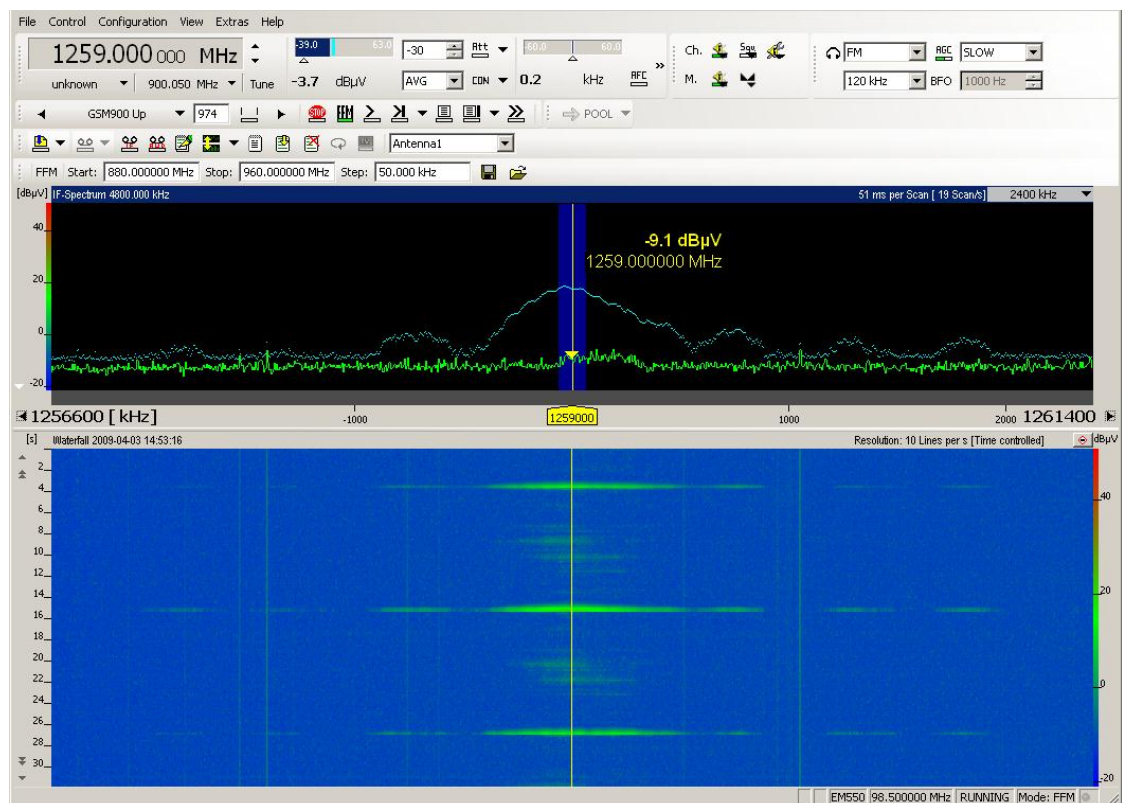 File Control Configuration View Extras Help
1259.000 000 MHz -39.0 63.0 -30 Att -60.0 60.0 Ch. Squ FM AGC SLOW
unknown 900.050 MHz Tune -3.7 dBµV AVG CDN 0.2 kHz AFC » M. 120 kHz BFO 1000 Hz
GSM900 Up 974 STOP FFM POOL
Antenna1
FFM Start: 880.000000 MHz Stop: 960.000000 MHz Step: 50.000 kHz
[dBµV] IF-Spectrum 4800.000 kHz 51 ms per Scan [ 19 Scan/s] 2400 kHz
40
-9.1 dBµV
1259.000000 MHz
20
0
-20
1256600 [ kHz] -1000 1259000 1000 2000 1261400
[s] Waterfall 2009-04-03 14:53:16 Resolution: 10 Lines per s [Time controlled] dBµV
2
4 40
6
8
10
12
14 20
16
18
20
22 0
24
26
28
30 -20
EM550 98.500000 MHz RUNNING Mode: FFM